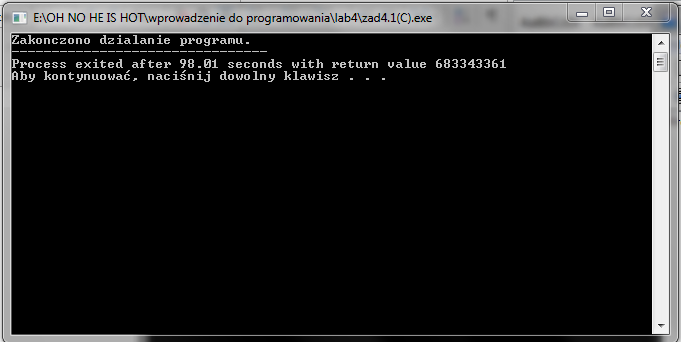 E:\OH NO HE IS HOT\wprowadzenie do programowania\lab4\zad4.1(C).exe
Zakonczono dzialanie programu.
--------------------------------
Process exited after 98.01 seconds with return value 683343361
Aby kontynuować, naciśnij dowolny klawisz . . .